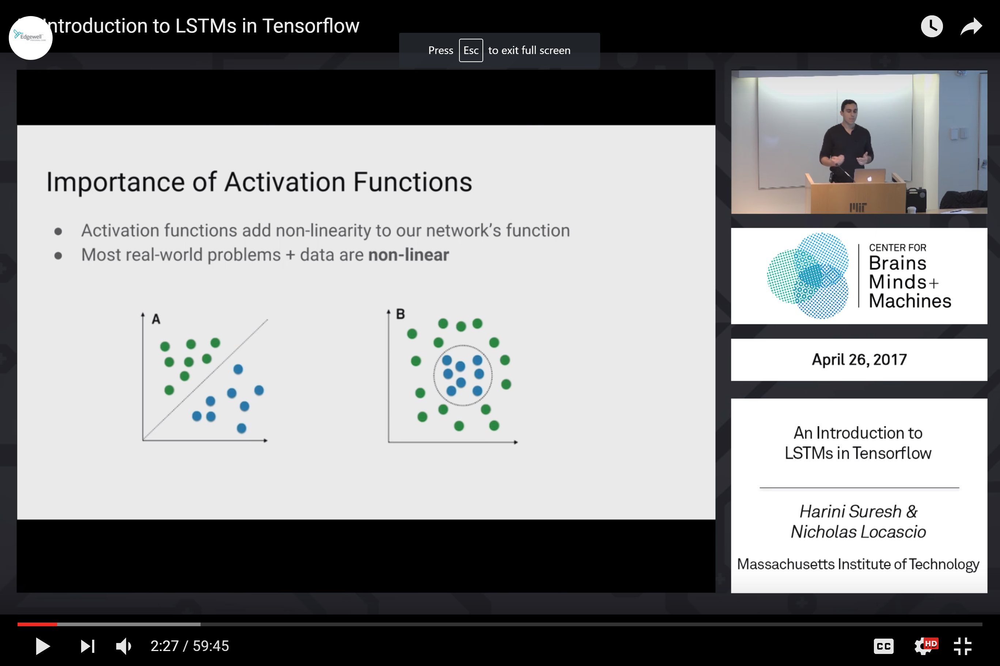 Introduction to LSTMs in Tensorflow
Edgewell
PERSONAL CARE
Press Esc to exit full screen
Importance of Activation Functions
● Activation functions add non-linearity to our network’s function
● Most real-world problems + data are non-linear
A
B
MIT
CENTER FOR
Brains
Minds+
Machines
April 26, 2017
An Introduction to
LSTMs in Tensorflow
Harini Suresh &
Nicholas Locascio
Massachusetts Institute of Technology
2:27 / 59:45
CC
HD